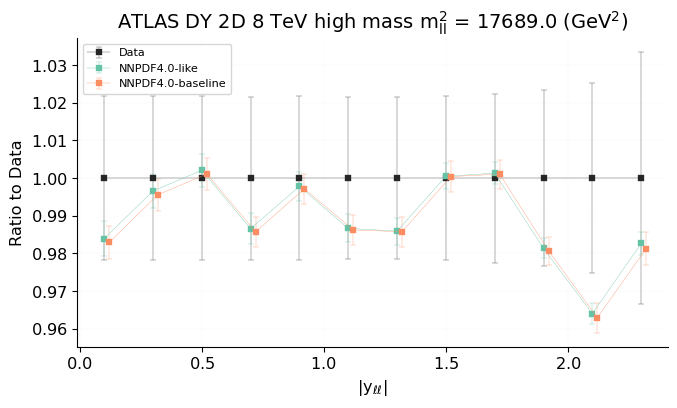 ATLAS DY 2D 8 TeV high mass m²ll = 17689.0 (GeV²)
Data
NNPDF4.0-like
NNPDF4.0-baseline
Ratio to Data
1.03
1.02
1.01
1.00
0.99
0.98
0.97
0.96
0.0 0.5 1.0 1.5 2.0
|yℓℓ|